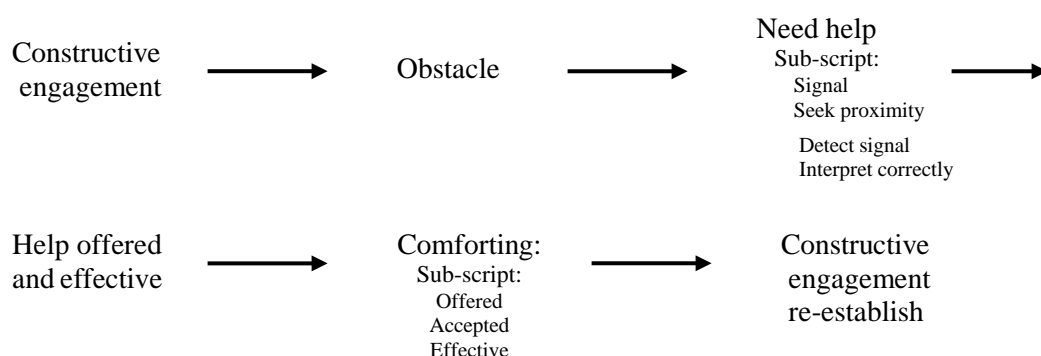 Constructive
engagement
Obstacle
Need help
Sub-script:
Signal
Seek proximity
Detect signal
Interpret correctly
Help offered
and effective
Comforting:
Sub-script:
Offered
Accepted
Effective
Constructive
engagement
re-establish